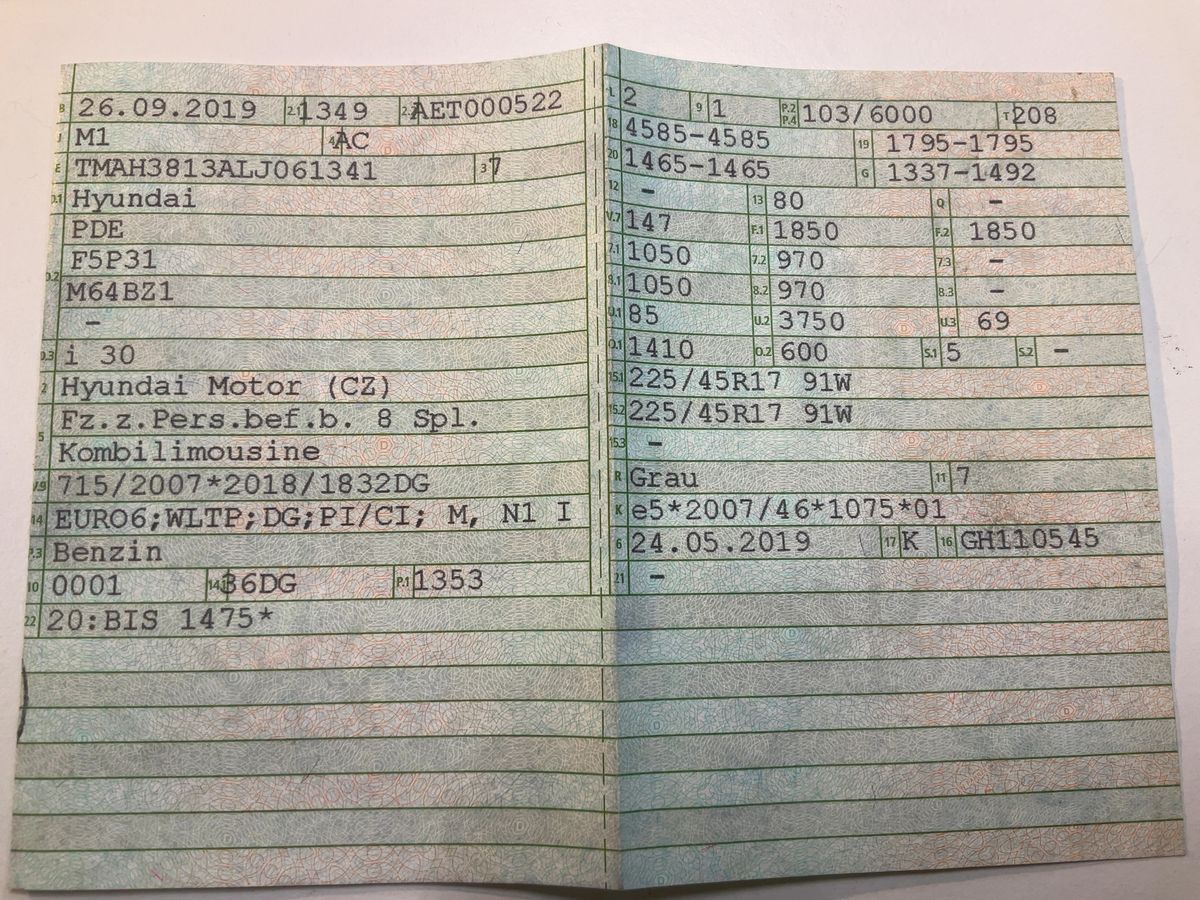 B 26.09.2019 2.1 1349 2.2 AET000522
J M1 4 AC
E TMAH3813ALJ061341 3 7
D.1 Hyundai
PDE
F5P31
D.2 M64BZ1
–
D.3 i 30
2 Hyundai Motor (CZ)
Fz.z.Pers.bef.b. 8 Spl.
5 Kombilimousine
V.9 715/2007*2018/1832DG
14 EURO6;WLTP;DG;PI/CI; M, N1 I
P.3 Benzin
10 0001 14.1 36DG P.1 1353
22 20:BIS 1475*
L 2 9 1 P.2 P.4 103/6000 T 208
18 4585-4585 19 1795-1795
20 1465-1465 G 1337-1492
12 – 13 80 Q –
V.7 147 F.1 1850 F.2 1850
7.1 1050 7.2 970 7.3 –
8.1 1050 8.2 970 8.3 –
U.1 85 U.2 3750 U.3 69
O.1 1410 O.2 600 S.1 5 S.2 –
15.1 225/45R17 91W
15.2 225/45R17 91W
15.3 –
R Grau 11 7
K e5*2007/46*1075*01
6 24.05.2019 17 K 16 GH110545
21 –